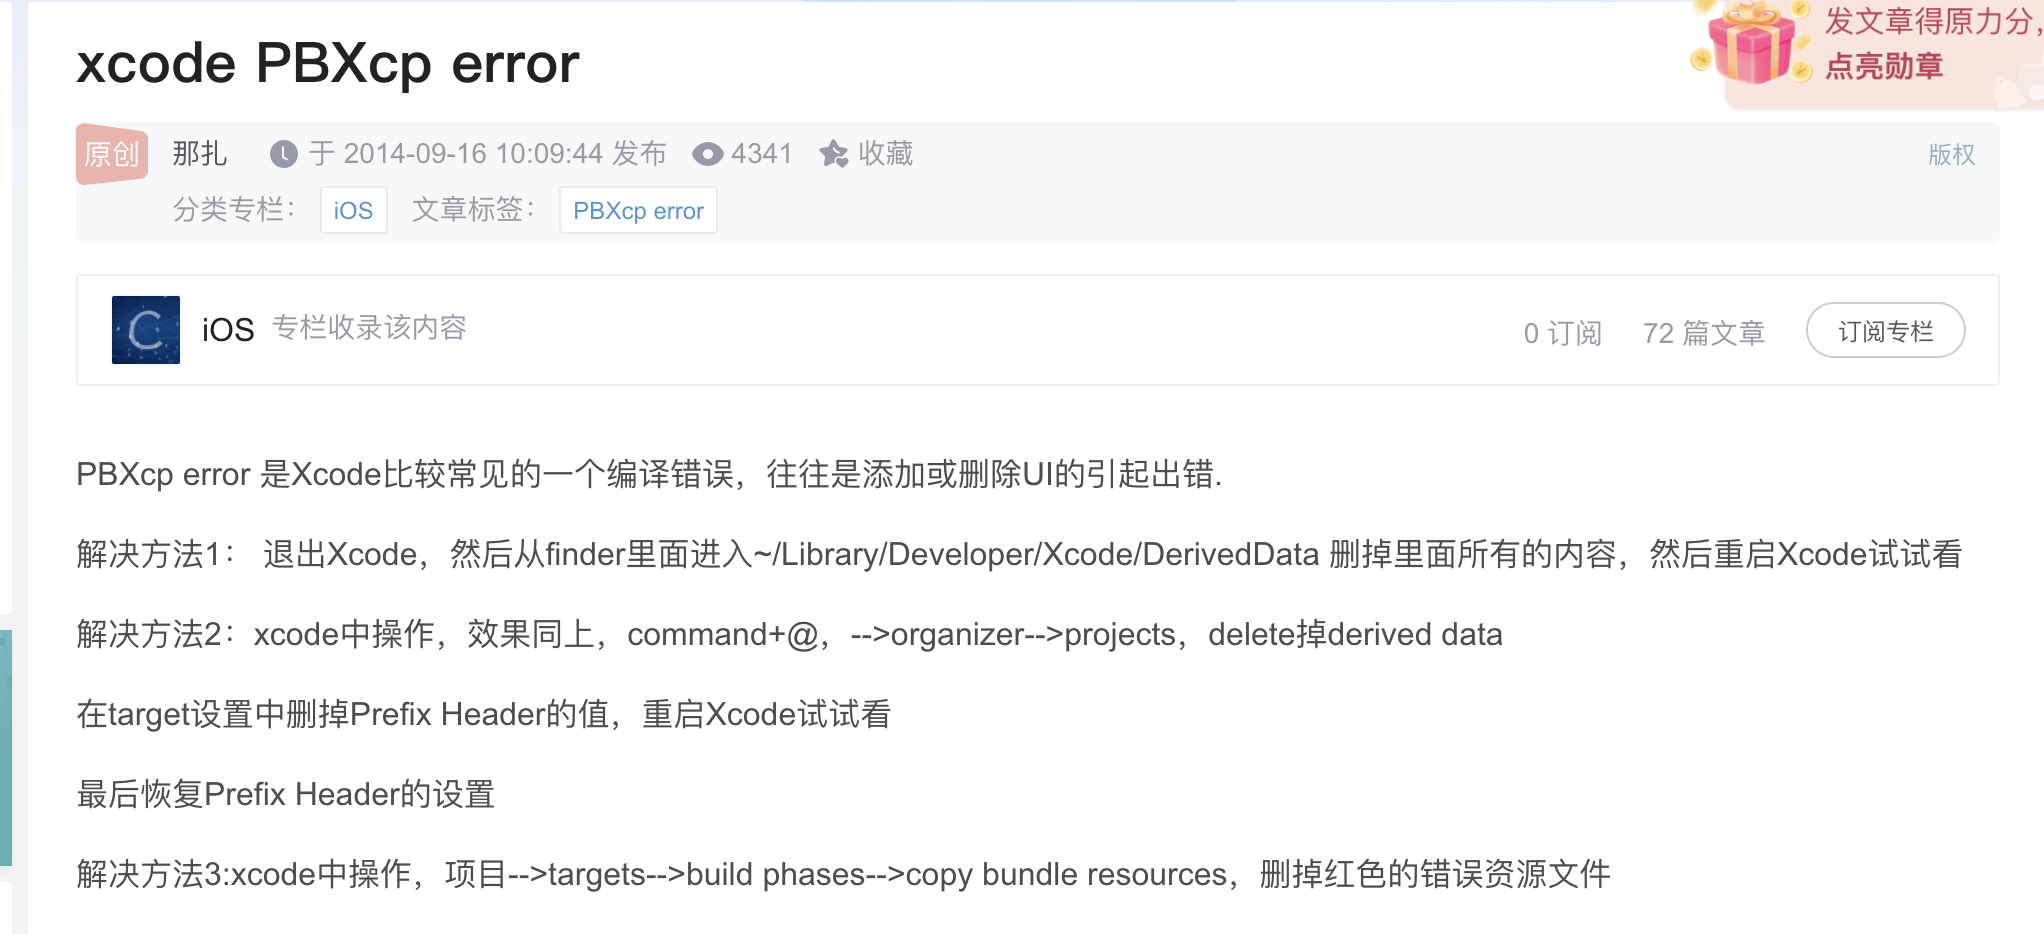 xcode PBXcp error
发文章得原力分，
点亮勋章
原创 那扎 于 2014-09-16 10:09:44 发布 4341 收藏 版权
分类专栏： iOS 文章标签： PBXcp error
iOS 专栏收录该内容 0 订阅 72 篇文章 订阅专栏
PBXcp error 是Xcode比较常见的一个编译错误，往往是添加或删除UI的引起出错.
解决方法1： 退出Xcode，然后从finder里面进入~/Library/Developer/Xcode/DerivedData 删掉里面所有的内容，然后重启Xcode试试看
解决方法2：xcode中操作，效果同上，command+@，-->organizer-->projects，delete掉derived data
在target设置中删掉Prefix Header的值，重启Xcode试试看
最后恢复Prefix Header的设置
解决方法3:xcode中操作，项目-->targets-->build phases-->copy bundle resources，删掉红色的错误资源文件